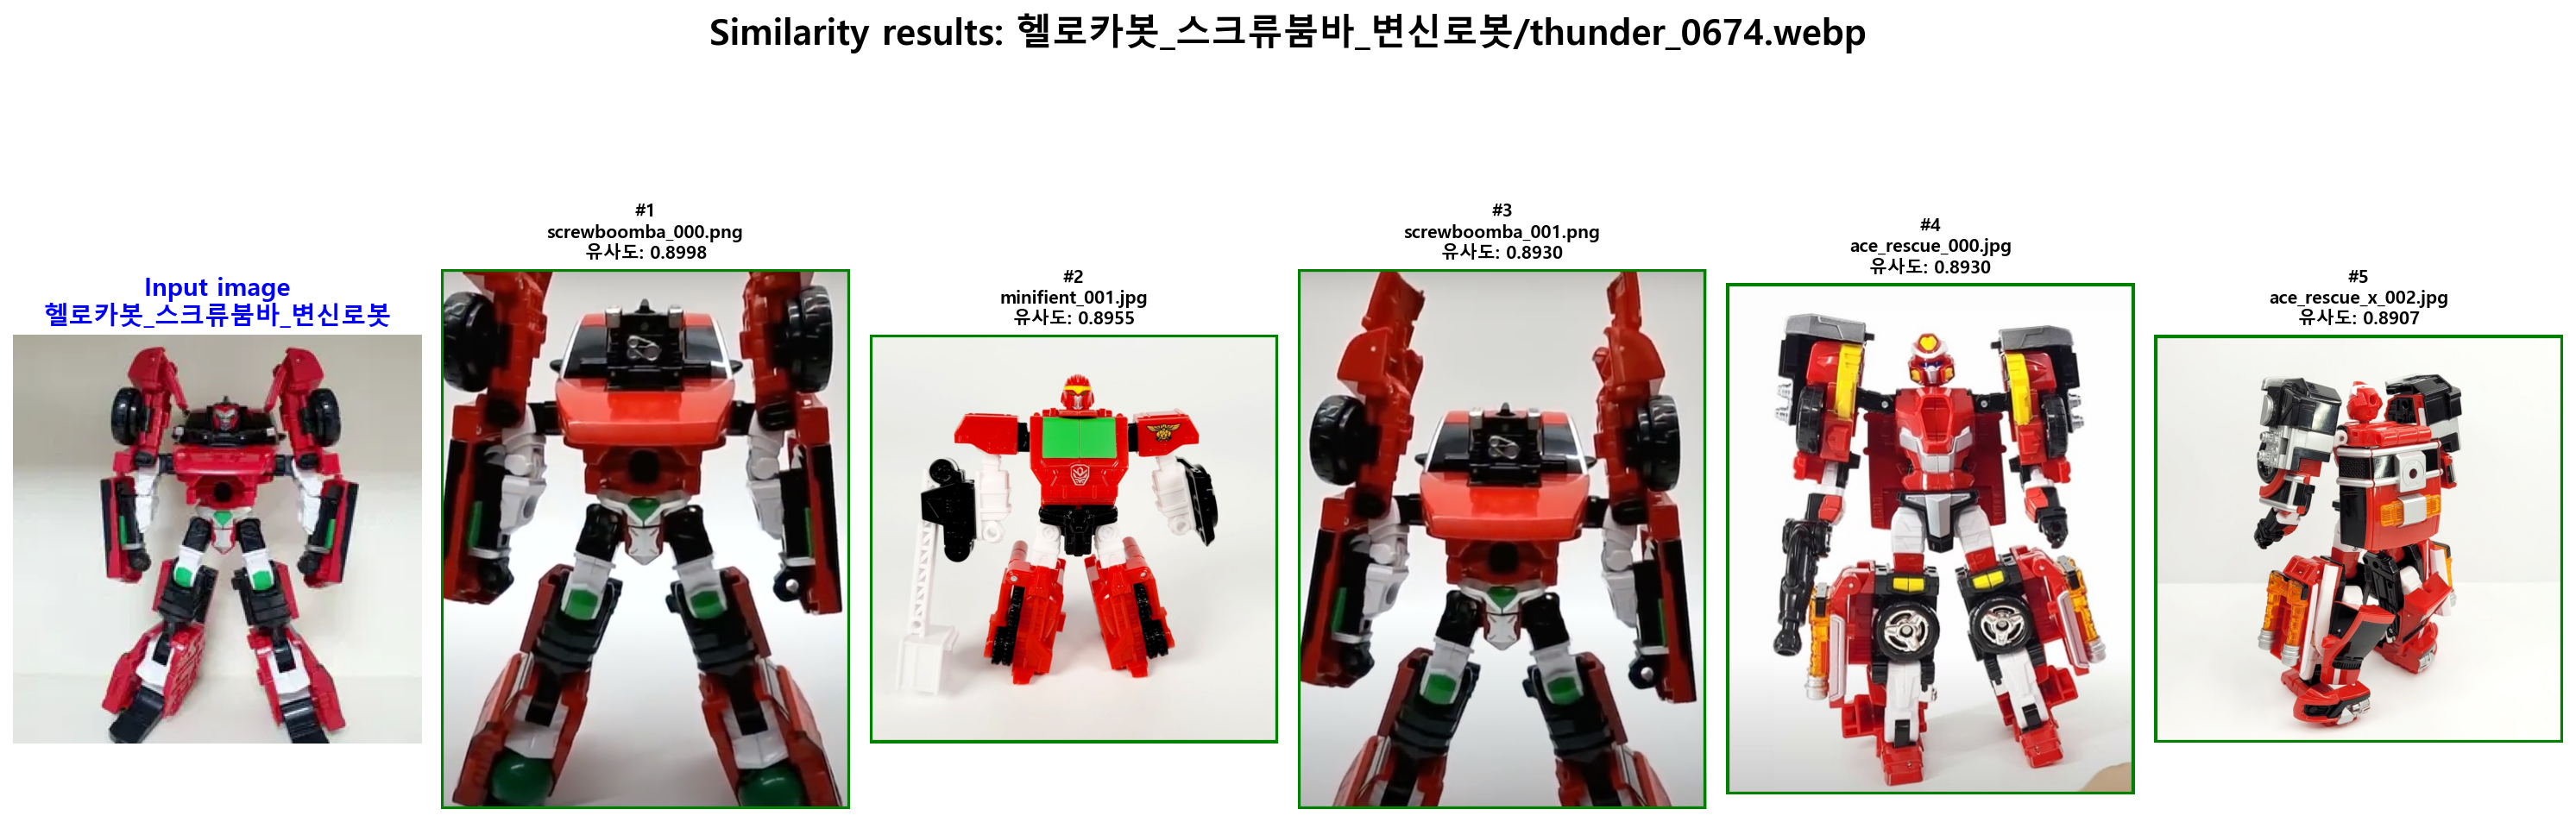 Similarity results: 헬로카봇_스크류붐바_변신로봇/thunder_0674.webp
Input image
헬로카봇_스크류붐바_변신로봇
#1
screwboomba_000.png
유사도: 0.8998
#2
minifient_001.jpg
유사도: 0.8955
#3
screwboomba_001.png
유사도: 0.8930
#4
ace_rescue_000.jpg
유사도: 0.8930
#5
ace_rescue_x_002.jpg
유사도: 0.8907